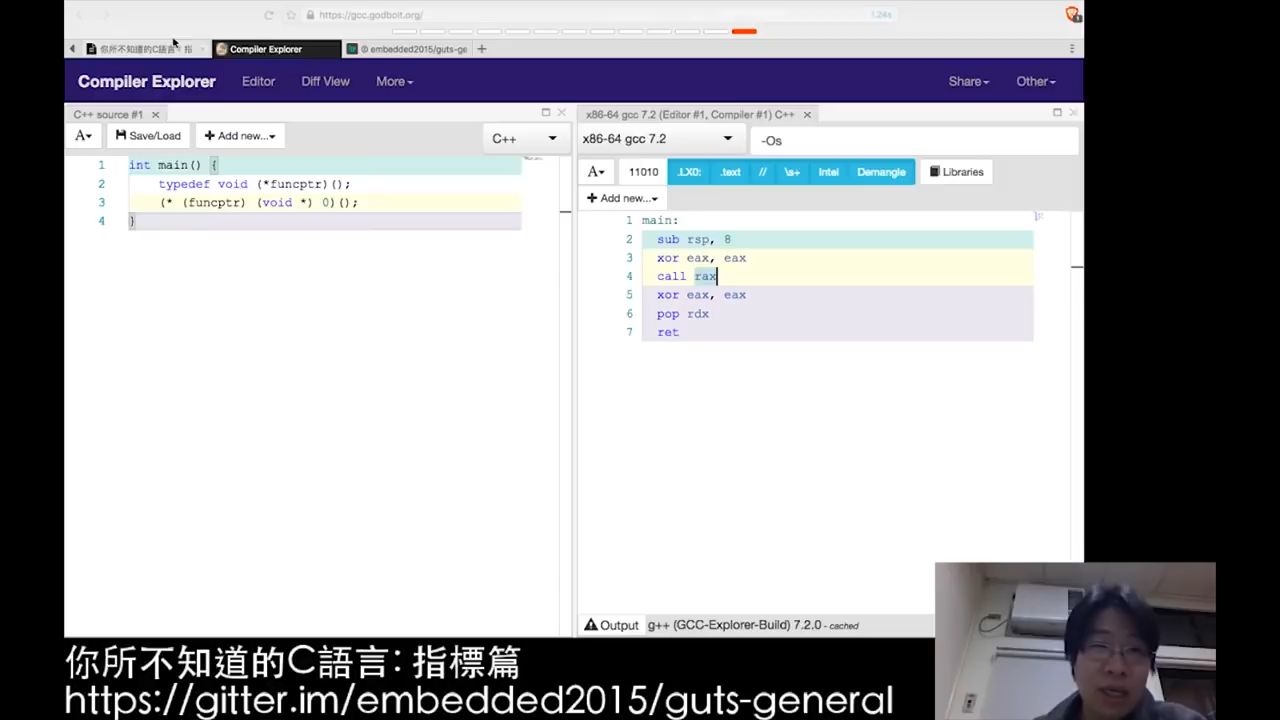 https://gcc.godbolt.org/
1.24s
1
你所不知道的C語言: 指
Compiler Explorer
embedded2015/guts-ge
Compiler Explorer
Editor
Diff View
More
Share
Other
C++ source #1
A
Save/Load
Add new...
C++
1 int main() {
2 typedef void (*funcptr)();
3 (* (funcptr) (void *) 0)();
4 }
x86-64 gcc 7.2 (Editor #1, Compiler #1) C++
x86-64 gcc 7.2
-Os
A
11010
.LX0:
.text
//
\s+
Intel
Demangle
Libraries
Add new...
1 main:
2 sub rsp, 8
3 xor eax, eax
4 call rax
5 xor eax, eax
6 pop rdx
7 ret
Output
g++ (GCC-Explorer-Build) 7.2.0 - cached
你所不知道的C語言: 指標篇
https://gitter.im/embedded2015/guts-general